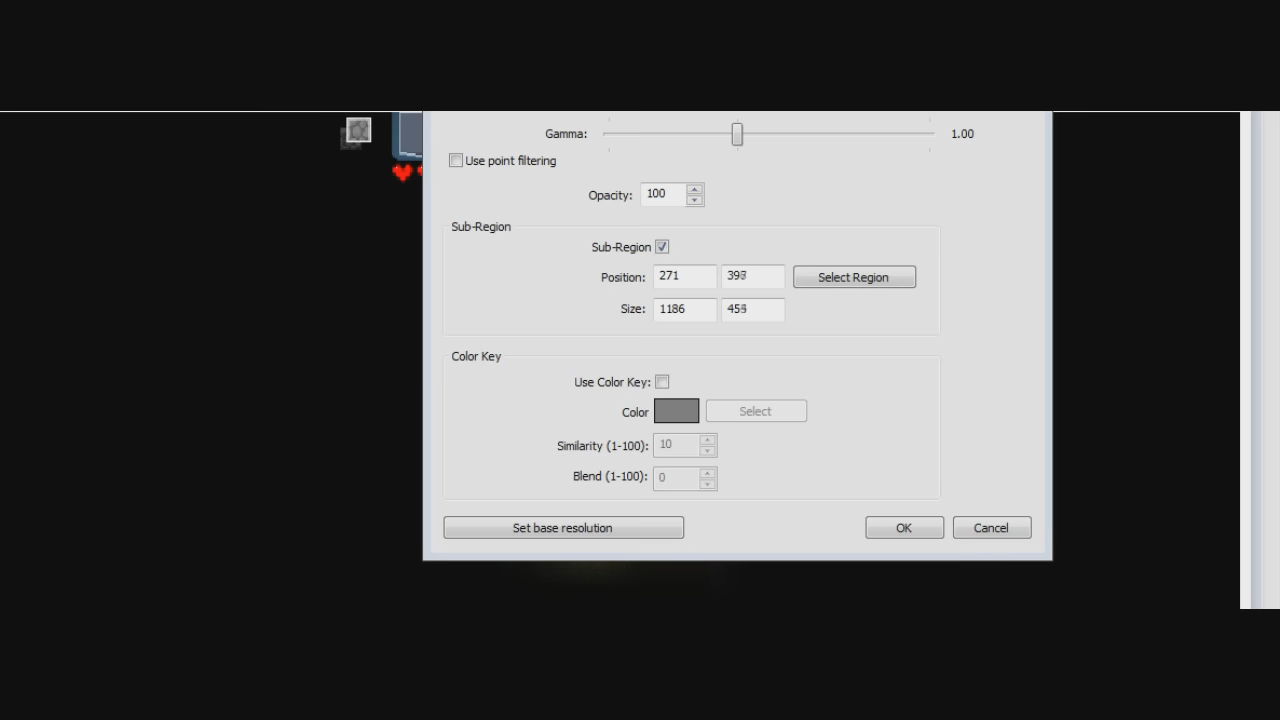 Gamma: 1.00
Use point filtering
Opacity: 100
Sub-Region
Sub-Region
Position: 271 Select Region
Size: 1186
Color Key
Use Color Key:
Color Select
Similarity (1-100): 10
Blend (1-100): 0
Set base resolution OK Cancel